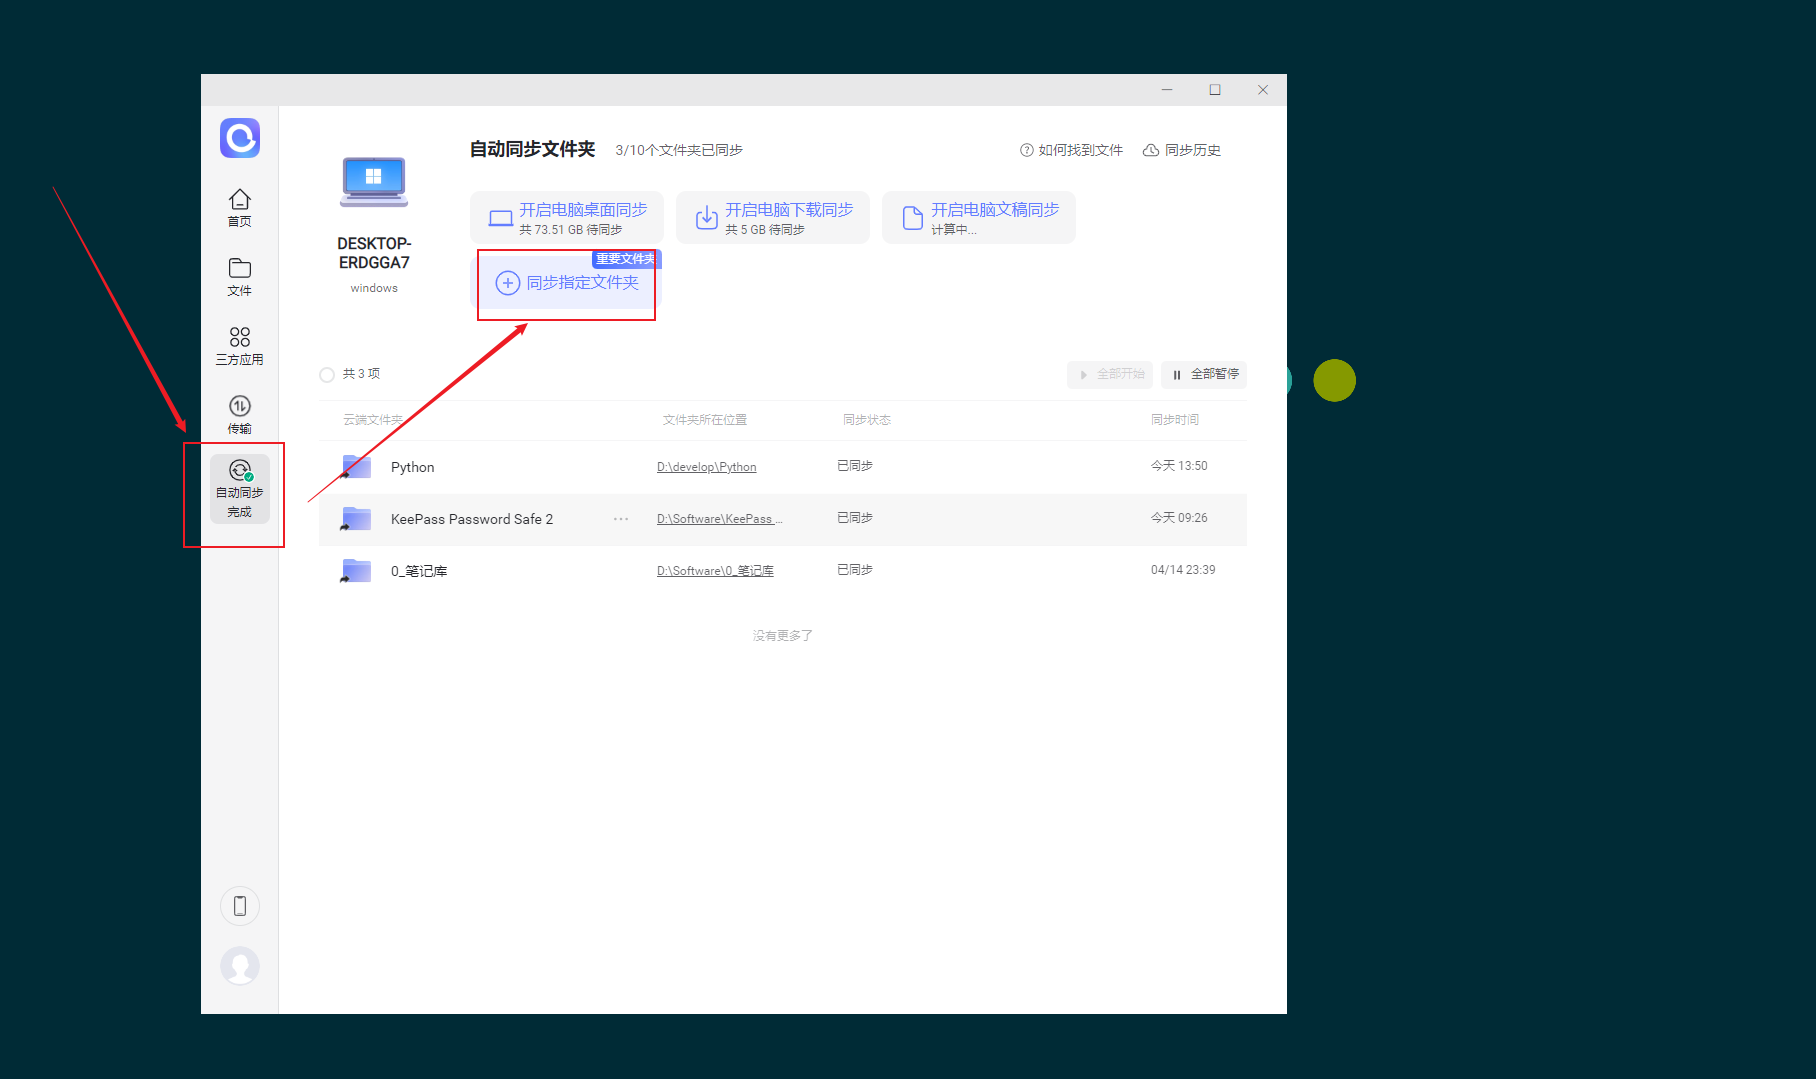 首页
文件
三方应用
传输
自动同步
完成
DESKTOP-
ERDGGA7
windows
自动同步文件夹
3/10个文件夹已同步
如何找到文件
同步历史
开启电脑桌面同步
共 73.51 GB 待同步
开启电脑下载同步
共 5 GB 待同步
开启电脑文稿同步
计算中...
重要文件夹
同步指定文件夹
共 3 项
全部开始
全部暂停
云端文件夹
文件夹所在位置
同步状态
同步时间
Python
D:\develop\Python
已同步
今天 13:50
KeePass Password Safe 2
D:\Software\KeePass ...
已同步
今天 09:26
0_笔记库
D:\Software\0_笔记库
已同步
04/14 23:39
没有更多了